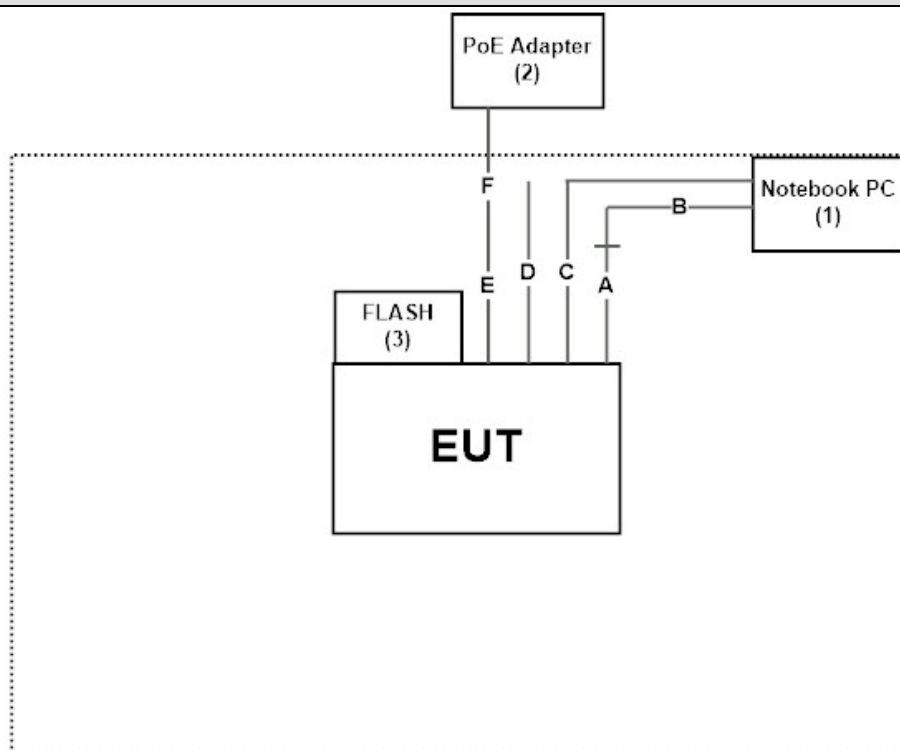 PoE Adapter
(2)
F
Notebook PC
(1)
B
D
C
E
A
FLASH
(3)
EUT